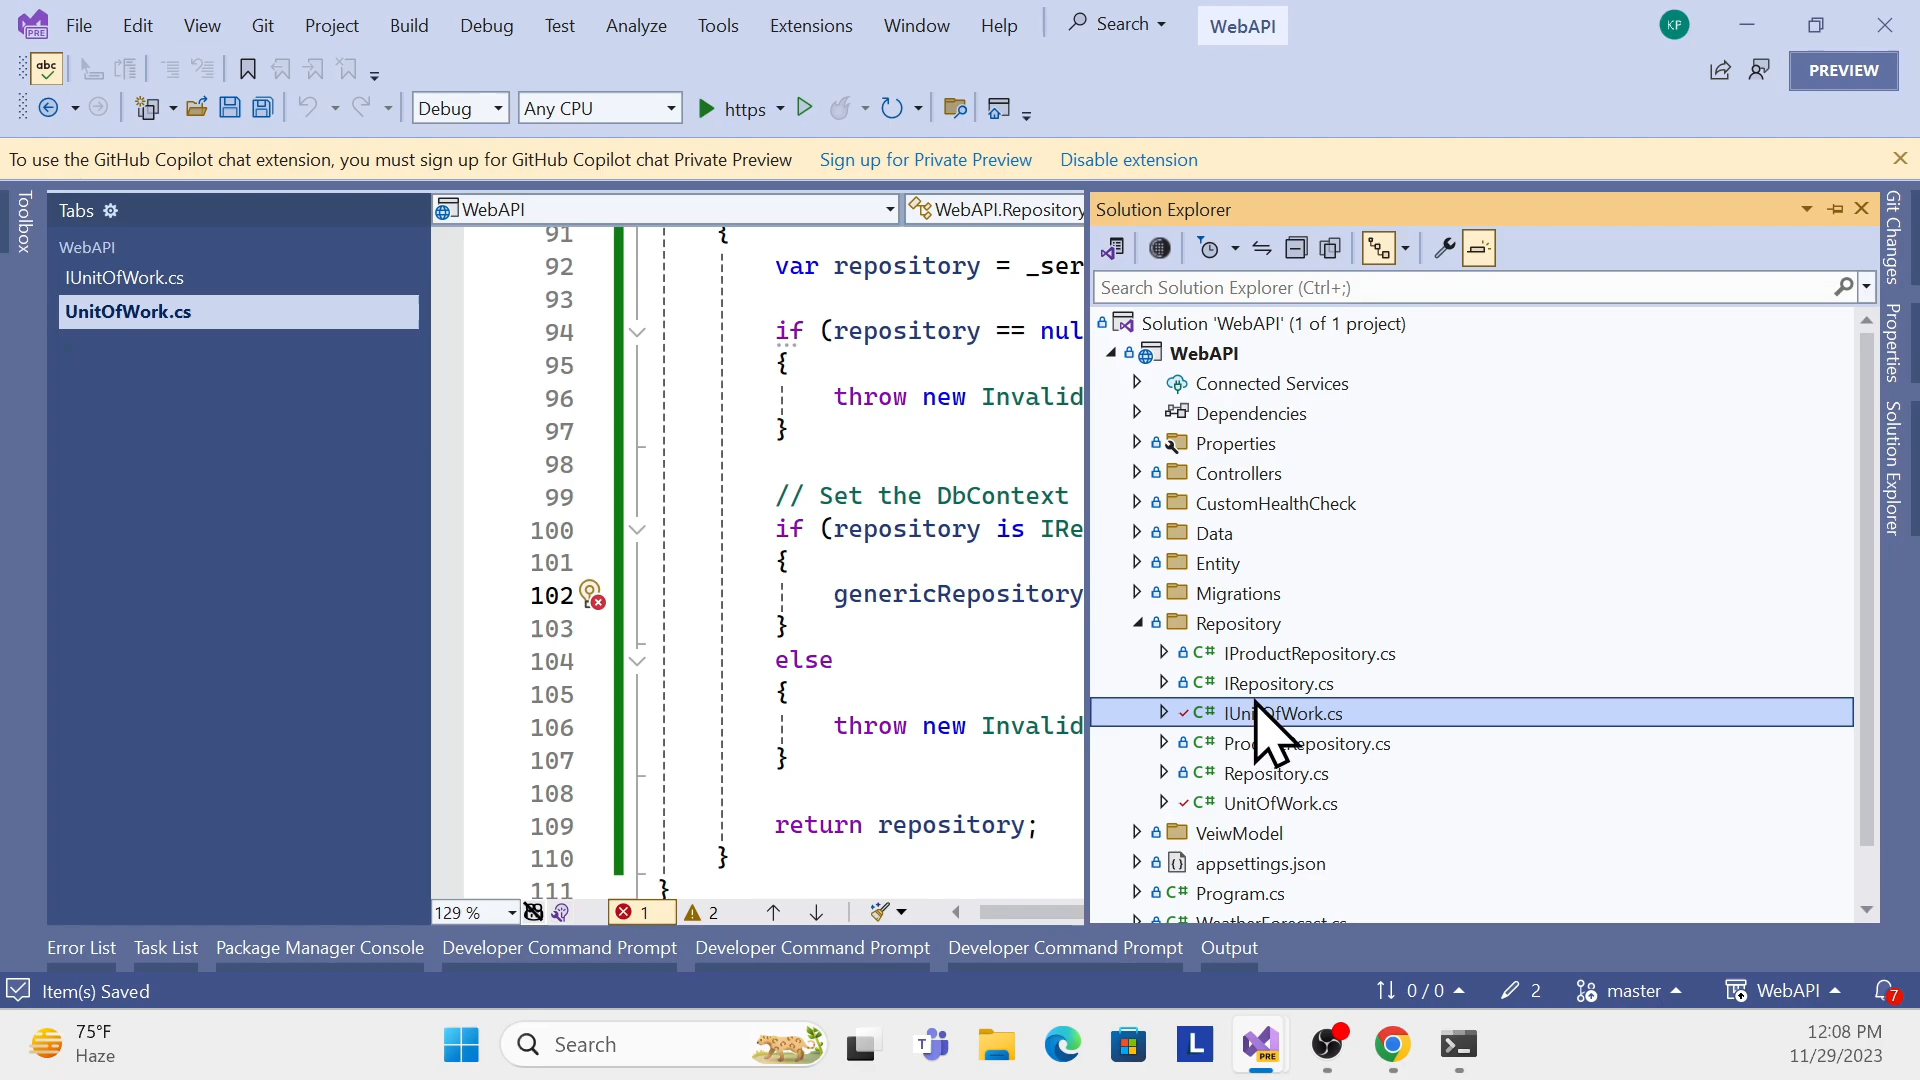 File Edit View Git Project Build Debug Test Analyze Tools Extensions Window Help Search WebAPI KP
abc PREVIEW
Debug Any CPU https
To use the GitHub Copilot chat extension, you must sign up for GitHub Copilot chat Private Preview Sign up for Private Preview Disable extension
Toolbox
Tabs
WebAPI
IUnitOfWork.cs
UnitOfWork.cs
WebAPI WebAPI.Repository
91 {
92 var repository = _ser
93
94 if (repository == nul
95 {
96 throw new Invalid
97 }
98
99 // Set the DbContext
100 if (repository is IRe
101 {
102 genericRepository
103 }
104 else
105 {
106 throw new Invalid
107 }
108
109 return repository;
110 }
111 }
129 % 1 2
Solution Explorer
Search Solution Explorer (Ctrl+;)
Solution 'WebAPI' (1 of 1 project)
WebAPI
Connected Services
Dependencies
Properties
Controllers
CustomHealthCheck
Data
Entity
Migrations
Repository
C# IProductRepository.cs
C# IRepository.cs
C# IUnitOfWork.cs
C# ProductRepository.cs
C# Repository.cs
C# UnitOfWork.cs
VeiwModel
appsettings.json
C# Program.cs
C# WeatherForecast.cs
Git Changes
Properties
Solution Explorer
Error List Task List Package Manager Console Developer Command Prompt Developer Command Prompt Developer Command Prompt Output
Item(s) Saved 0 / 0 2 master WebAPI 7
75°F
Haze
Search
T
L
PRE
12:08 PM
11/29/2023